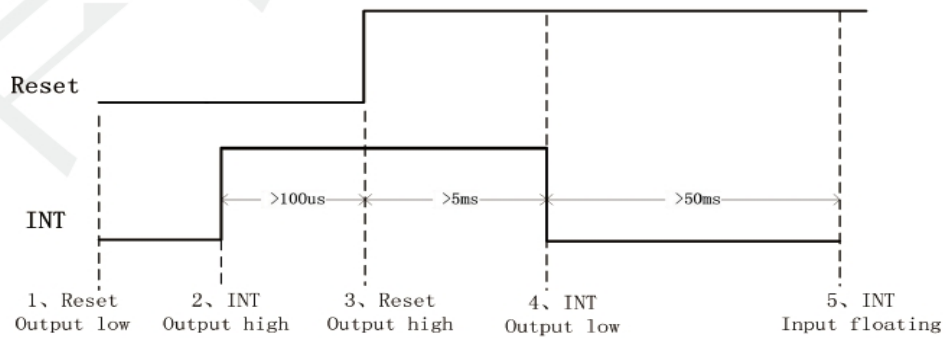 Reset
>100us
>5ms
>50ms
INT
1、Reset
Output low
2、INT
Output high
3、Reset
Output high
4、INT
Output low
5、INT
Input floating